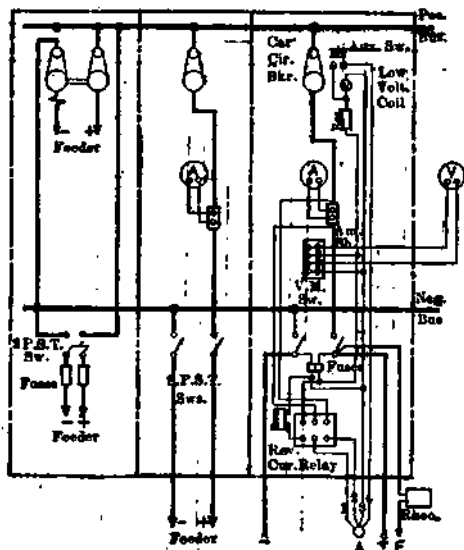 Pos.
Bus.
Car
Cir.
Bkr.
Aux. Sw.
Low
Volt.
Coil
Res.
- +
Feeder
A
A
V
Am.
Sh.
V. M.
Sw.
Neg.
Bus
S.P.S.T.
Sw.
Fuses
- +
Feeder
S.P.S.T.
Sws.
Fuses
Rev.
Cur. Relay
- +
- A + F
Rheo.